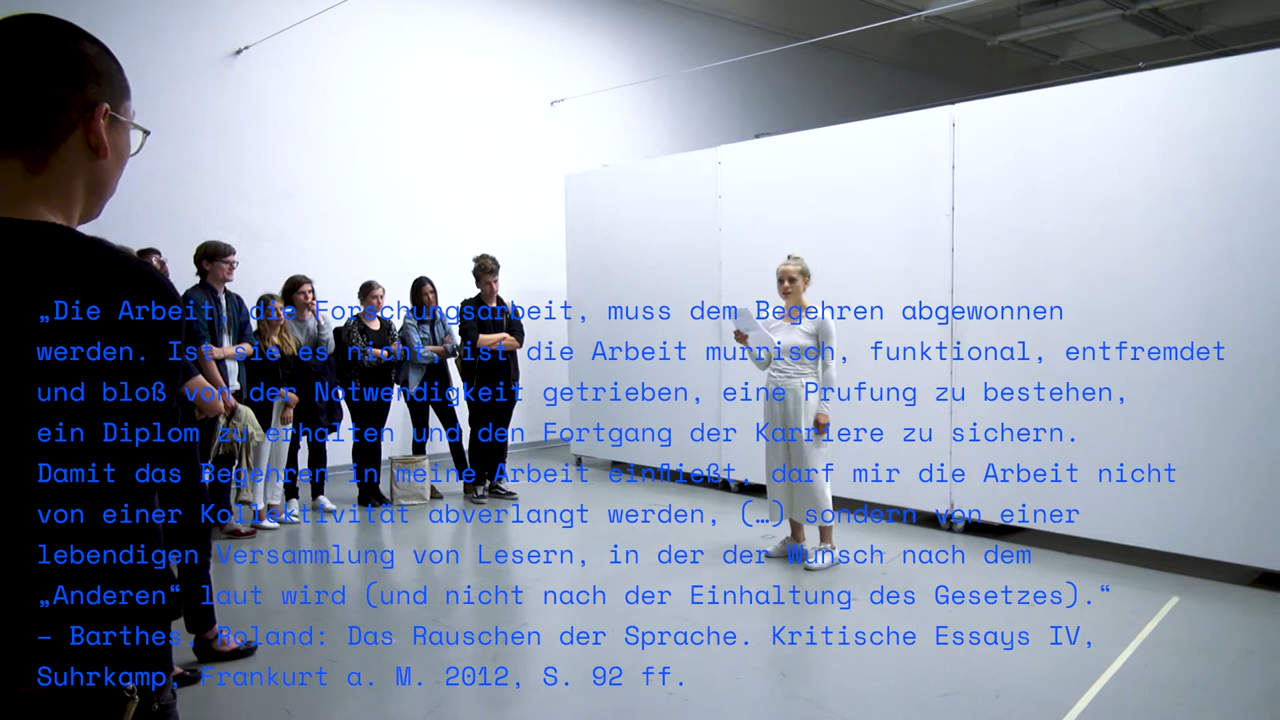 „Die Arbeit, die Forschungsarbeit, muss dem Begehren abgewonnen
werden. Ist sie es nicht, ist die Arbeit murrisch, funktional, entfremdet
und bloß von der Notwendigkeit getrieben, eine Prufung zu bestehen,
ein Diplom zu erhalten und den Fortgang der Karriere zu sichern.
Damit das Begehren in meine Arbeit einfließt, darf mir die Arbeit nicht
von einer Kollektivität abverlangt werden, (…) sondern von einer
lebendigen Versammlung von Lesern, in der der Wunsch nach dem
„Anderen“ laut wird (und nicht nach der Einhaltung des Gesetzes).“
– Barthes, Roland: Das Rauschen der Sprache. Kritische Essays IV,
Suhrkamp, Frankurt a. M. 2012, S. 92 ff.